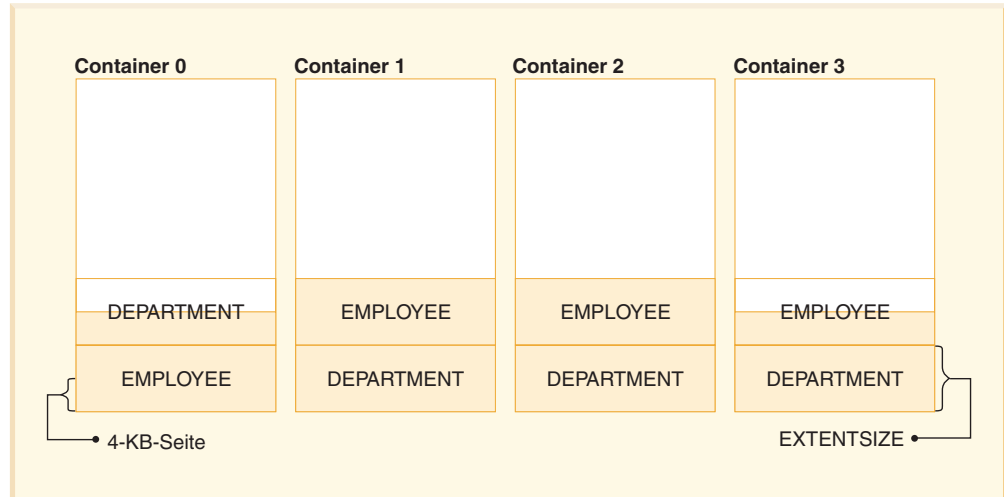 Container 0 Container 1 Container 2 Container 3
DEPARTMENT EMPLOYEE EMPLOYEE EMPLOYEE
EMPLOYEE DEPARTMENT DEPARTMENT DEPARTMENT
4-KB-Seite EXTENTSIZE